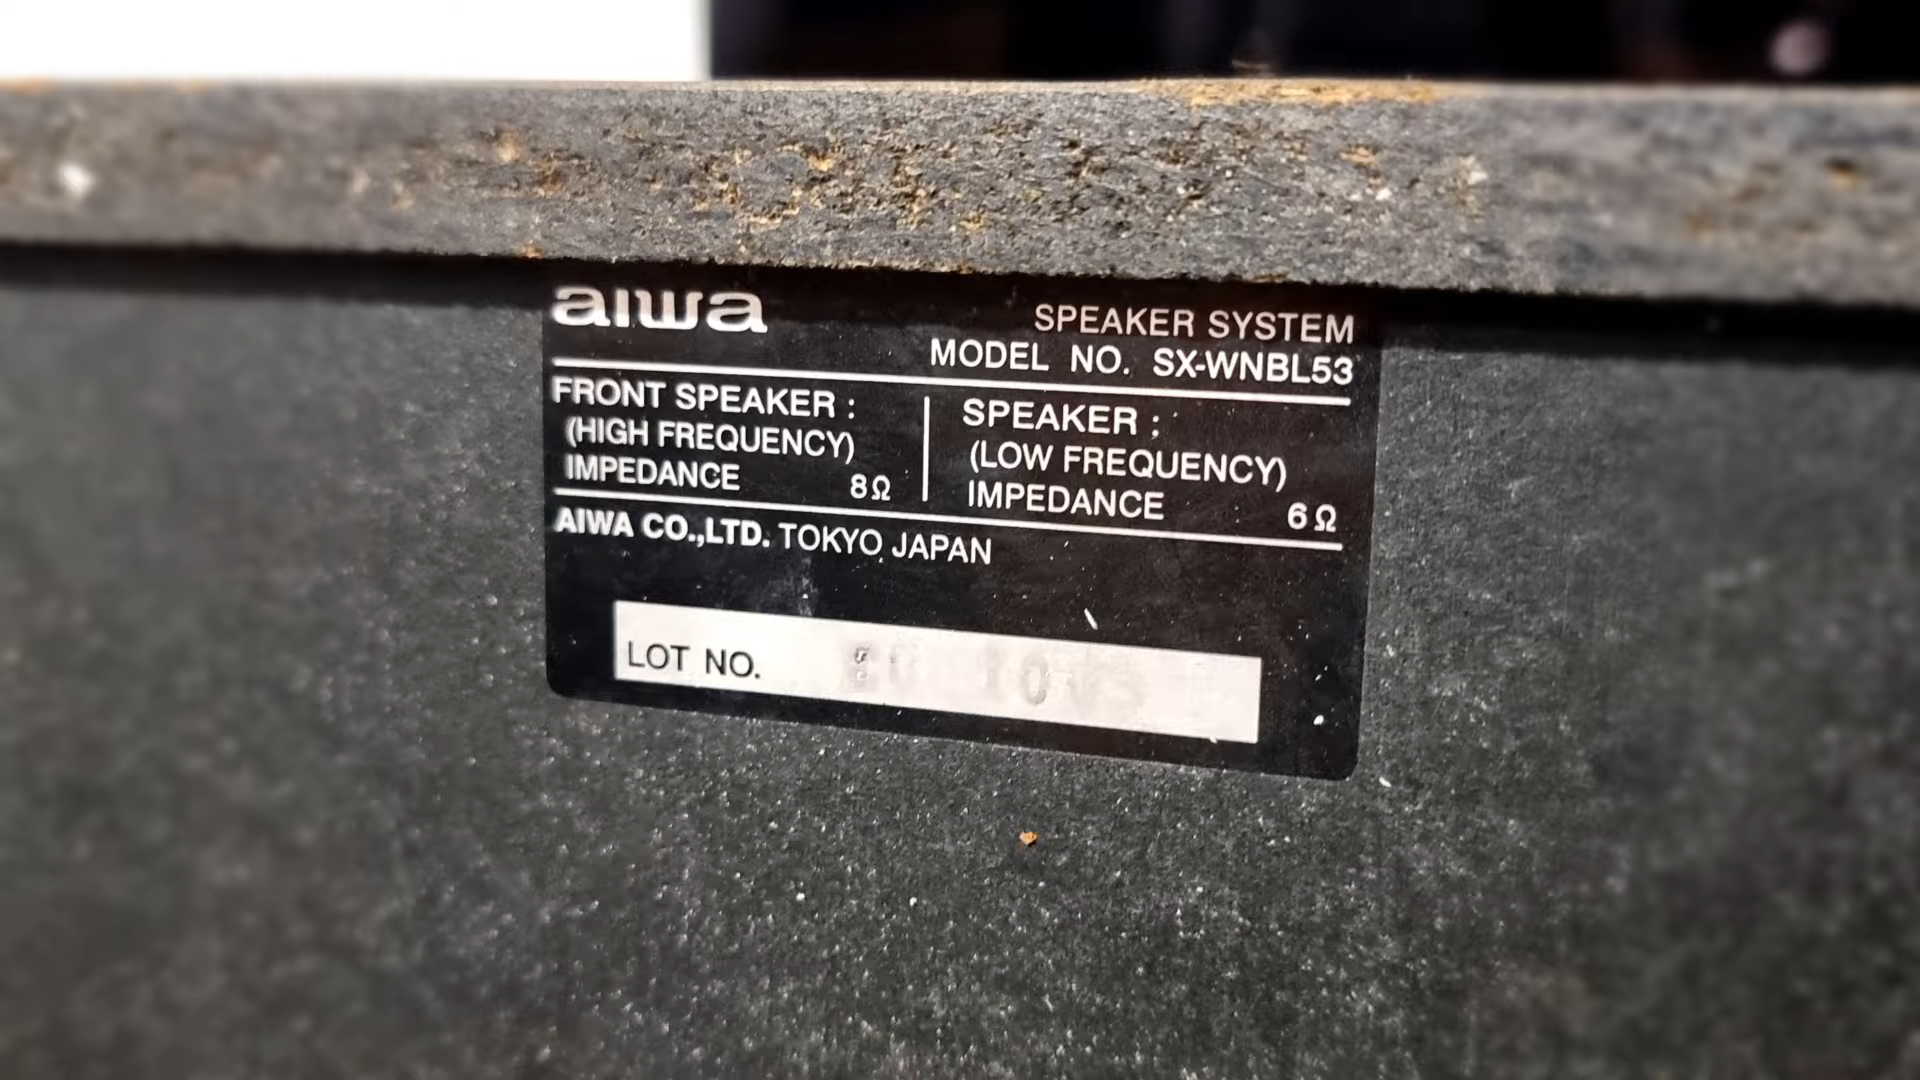 aiwa
SPEAKER SYSTEM
MODEL NO. SX-WNBL53
FRONT SPEAKER :
(HIGH FREQUENCY)
IMPEDANCE 8Ω
SPEAKER :
(LOW FREQUENCY)
IMPEDANCE 6Ω
AIWA CO.,LTD. TOKYO JAPAN
LOT NO.